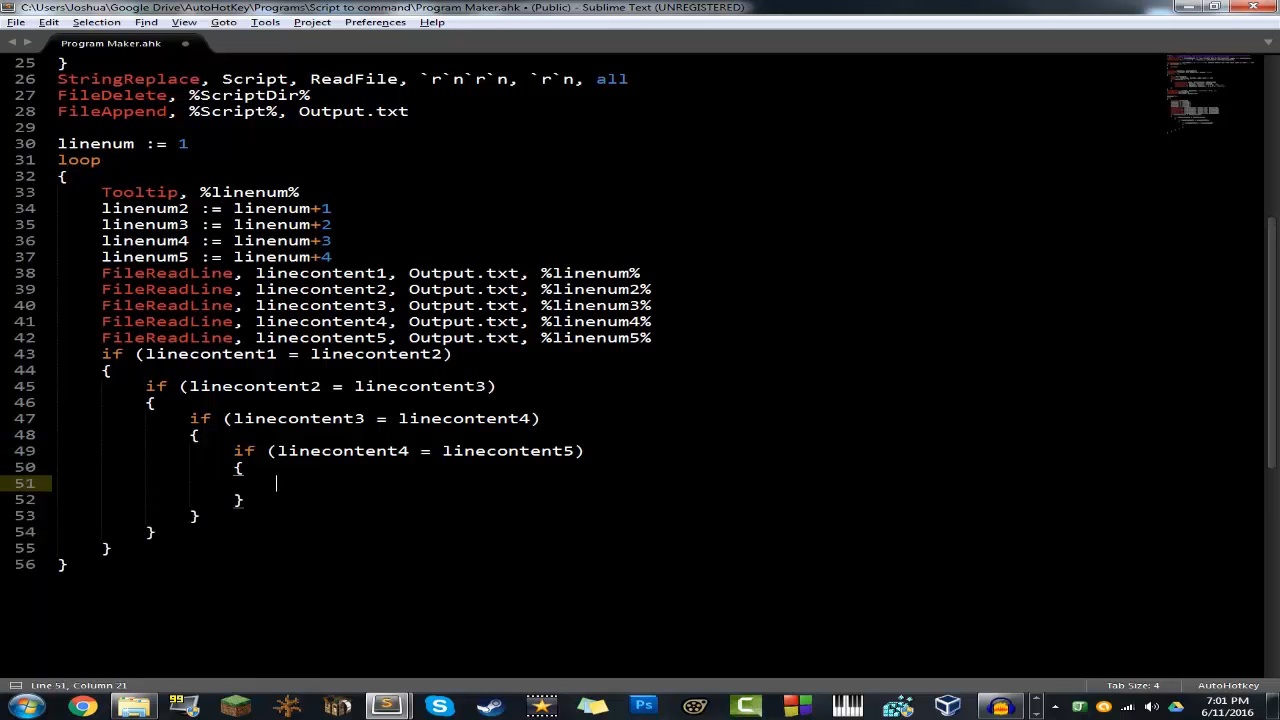 C:\Users\Joshua\Google Drive\AutoHotKey\Programs\Script to command\Program Maker.ahk • (Public) - Sublime Text (UNREGISTERED)
File Edit Selection Find View Goto Tools Project Preferences Help
Program Maker.ahk
25 }
26 StringReplace, Script, ReadFile, `r`n`r`n, `r`n, all
27 FileDelete, %ScriptDir%
28 FileAppend, %Script%, Output.txt
29
30 linenum := 1
31 loop
32 {
33 Tooltip, %linenum%
34 linenum2 := linenum+1
35 linenum3 := linenum+2
36 linenum4 := linenum+3
37 linenum5 := linenum+4
38 FileReadLine, linecontent1, Output.txt, %linenum%
39 FileReadLine, linecontent2, Output.txt, %linenum2%
40 FileReadLine, linecontent3, Output.txt, %linenum3%
41 FileReadLine, linecontent4, Output.txt, %linenum4%
42 FileReadLine, linecontent5, Output.txt, %linenum5%
43 if (linecontent1 = linecontent2)
44 {
45 if (linecontent2 = linecontent3)
46 {
47 if (linecontent3 = linecontent4)
48 {
49 if (linecontent4 = linecontent5)
50 {
51
52 }
53 }
54 }
55 }
56 }
Line 51, Column 21 Tab Size: 4 AutoHotkey
99 Ps 7:01 PM
6/11/2016